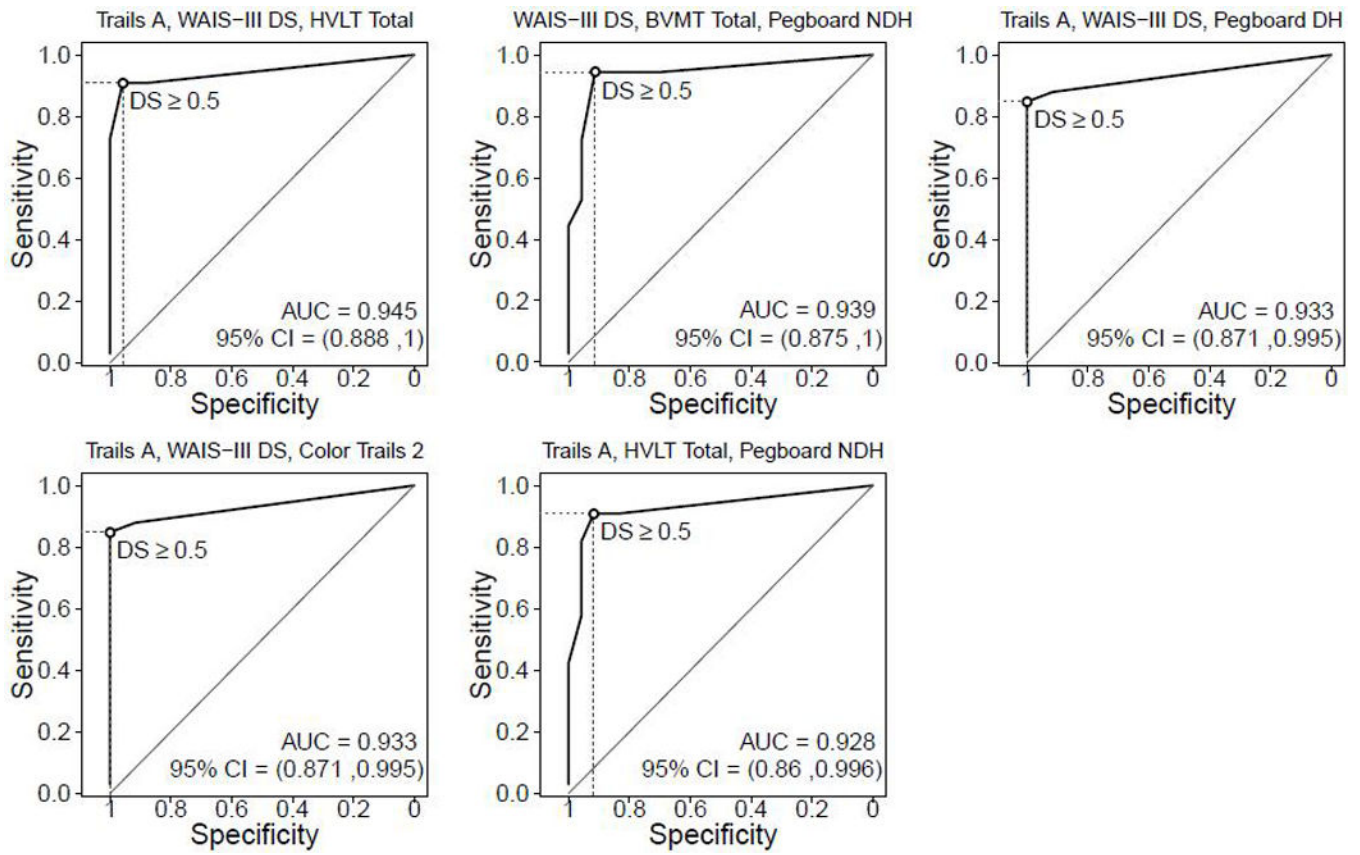 Trails A, WAIS−III DS, HVLT Total
1.0
0.8
0.6
0.4
0.2
0.0
Sensitivity
DS ≥ 0.5
AUC = 0.945
95% CI = (0.888 ,1)
1 0.8 0.6 0.4 0.2 0
Specificity
WAIS−III DS, BVMT Total, Pegboard NDH
1.0
0.8
0.6
0.4
0.2
0.0
Sensitivity
DS ≥ 0.5
AUC = 0.939
95% CI = (0.875 ,1)
1 0.8 0.6 0.4 0.2 0
Specificity
Trails A, WAIS−III DS, Pegboard DH
1.0
0.8
0.6
0.4
0.2
0.0
Sensitivity
DS ≥ 0.5
AUC = 0.933
95% CI = (0.871 ,0.995)
1 0.8 0.6 0.4 0.2 0
Specificity
Trails A, WAIS−III DS, Color Trails 2
1.0
0.8
0.6
0.4
0.2
0.0
Sensitivity
DS ≥ 0.5
AUC = 0.933
95% CI = (0.871 ,0.995)
1 0.8 0.6 0.4 0.2 0
Specificity
Trails A, HVLT Total, Pegboard NDH
1.0
0.8
0.6
0.4
0.2
0.0
Sensitivity
DS ≥ 0.5
AUC = 0.928
95% CI = (0.86 ,0.996)
1 0.8 0.6 0.4 0.2 0
Specificity